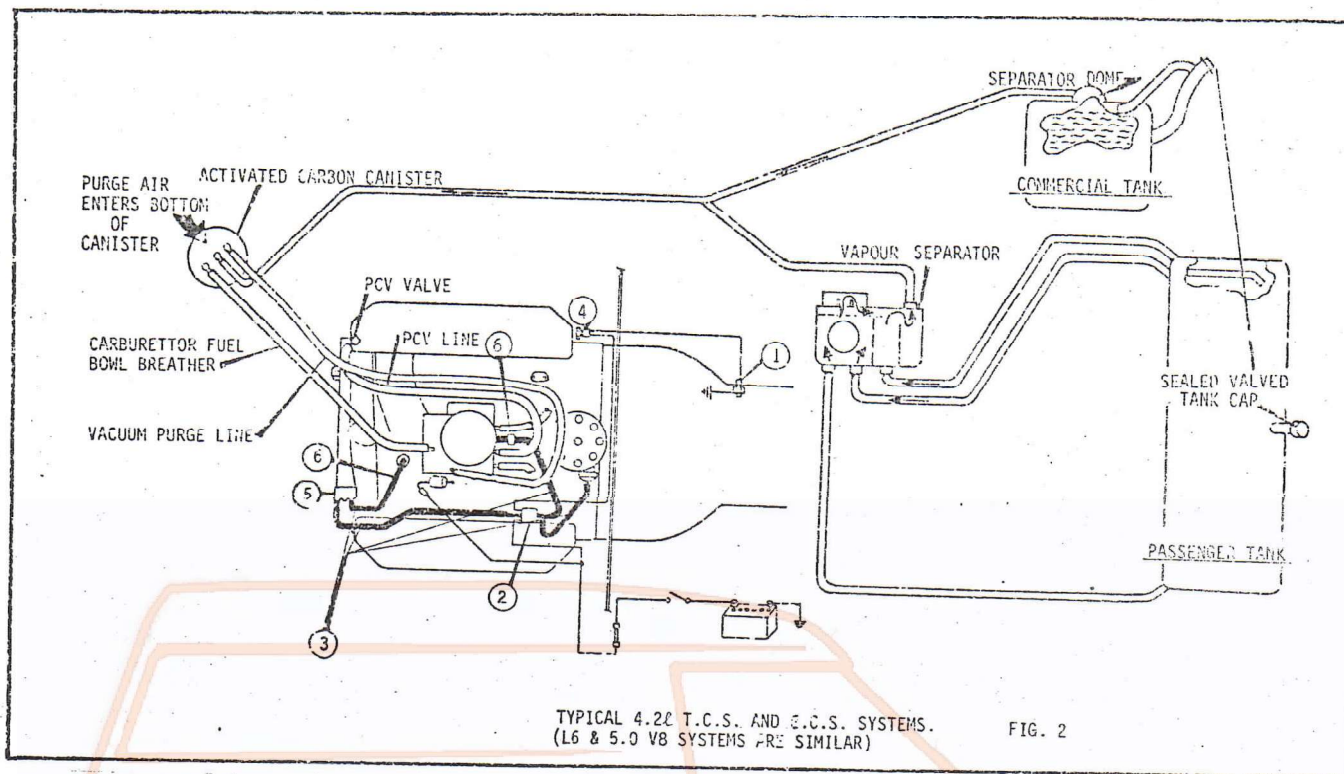 SEPARATOR DOME
PURGE AIR
ENTERS BOTTOM
OF
CANISTER
ACTIVATED CARBON CANISTER
COMMERCIAL TANK
VAPOUR SEPARATOR
PCV VALVE
4
CARBURETTOR FUEL
BOWL BREATHER
PCV LINE
6
1
SEALED VALVED
TANK CAP
VACUUM PURGE LINE
6
5
2
3
PASSENGER TANK
TYPICAL 4.2ℓ T.C.S. AND E.C.S. SYSTEMS.
(L6 & 5.0 V8 SYSTEMS ARE SIMILAR)
FIG. 2